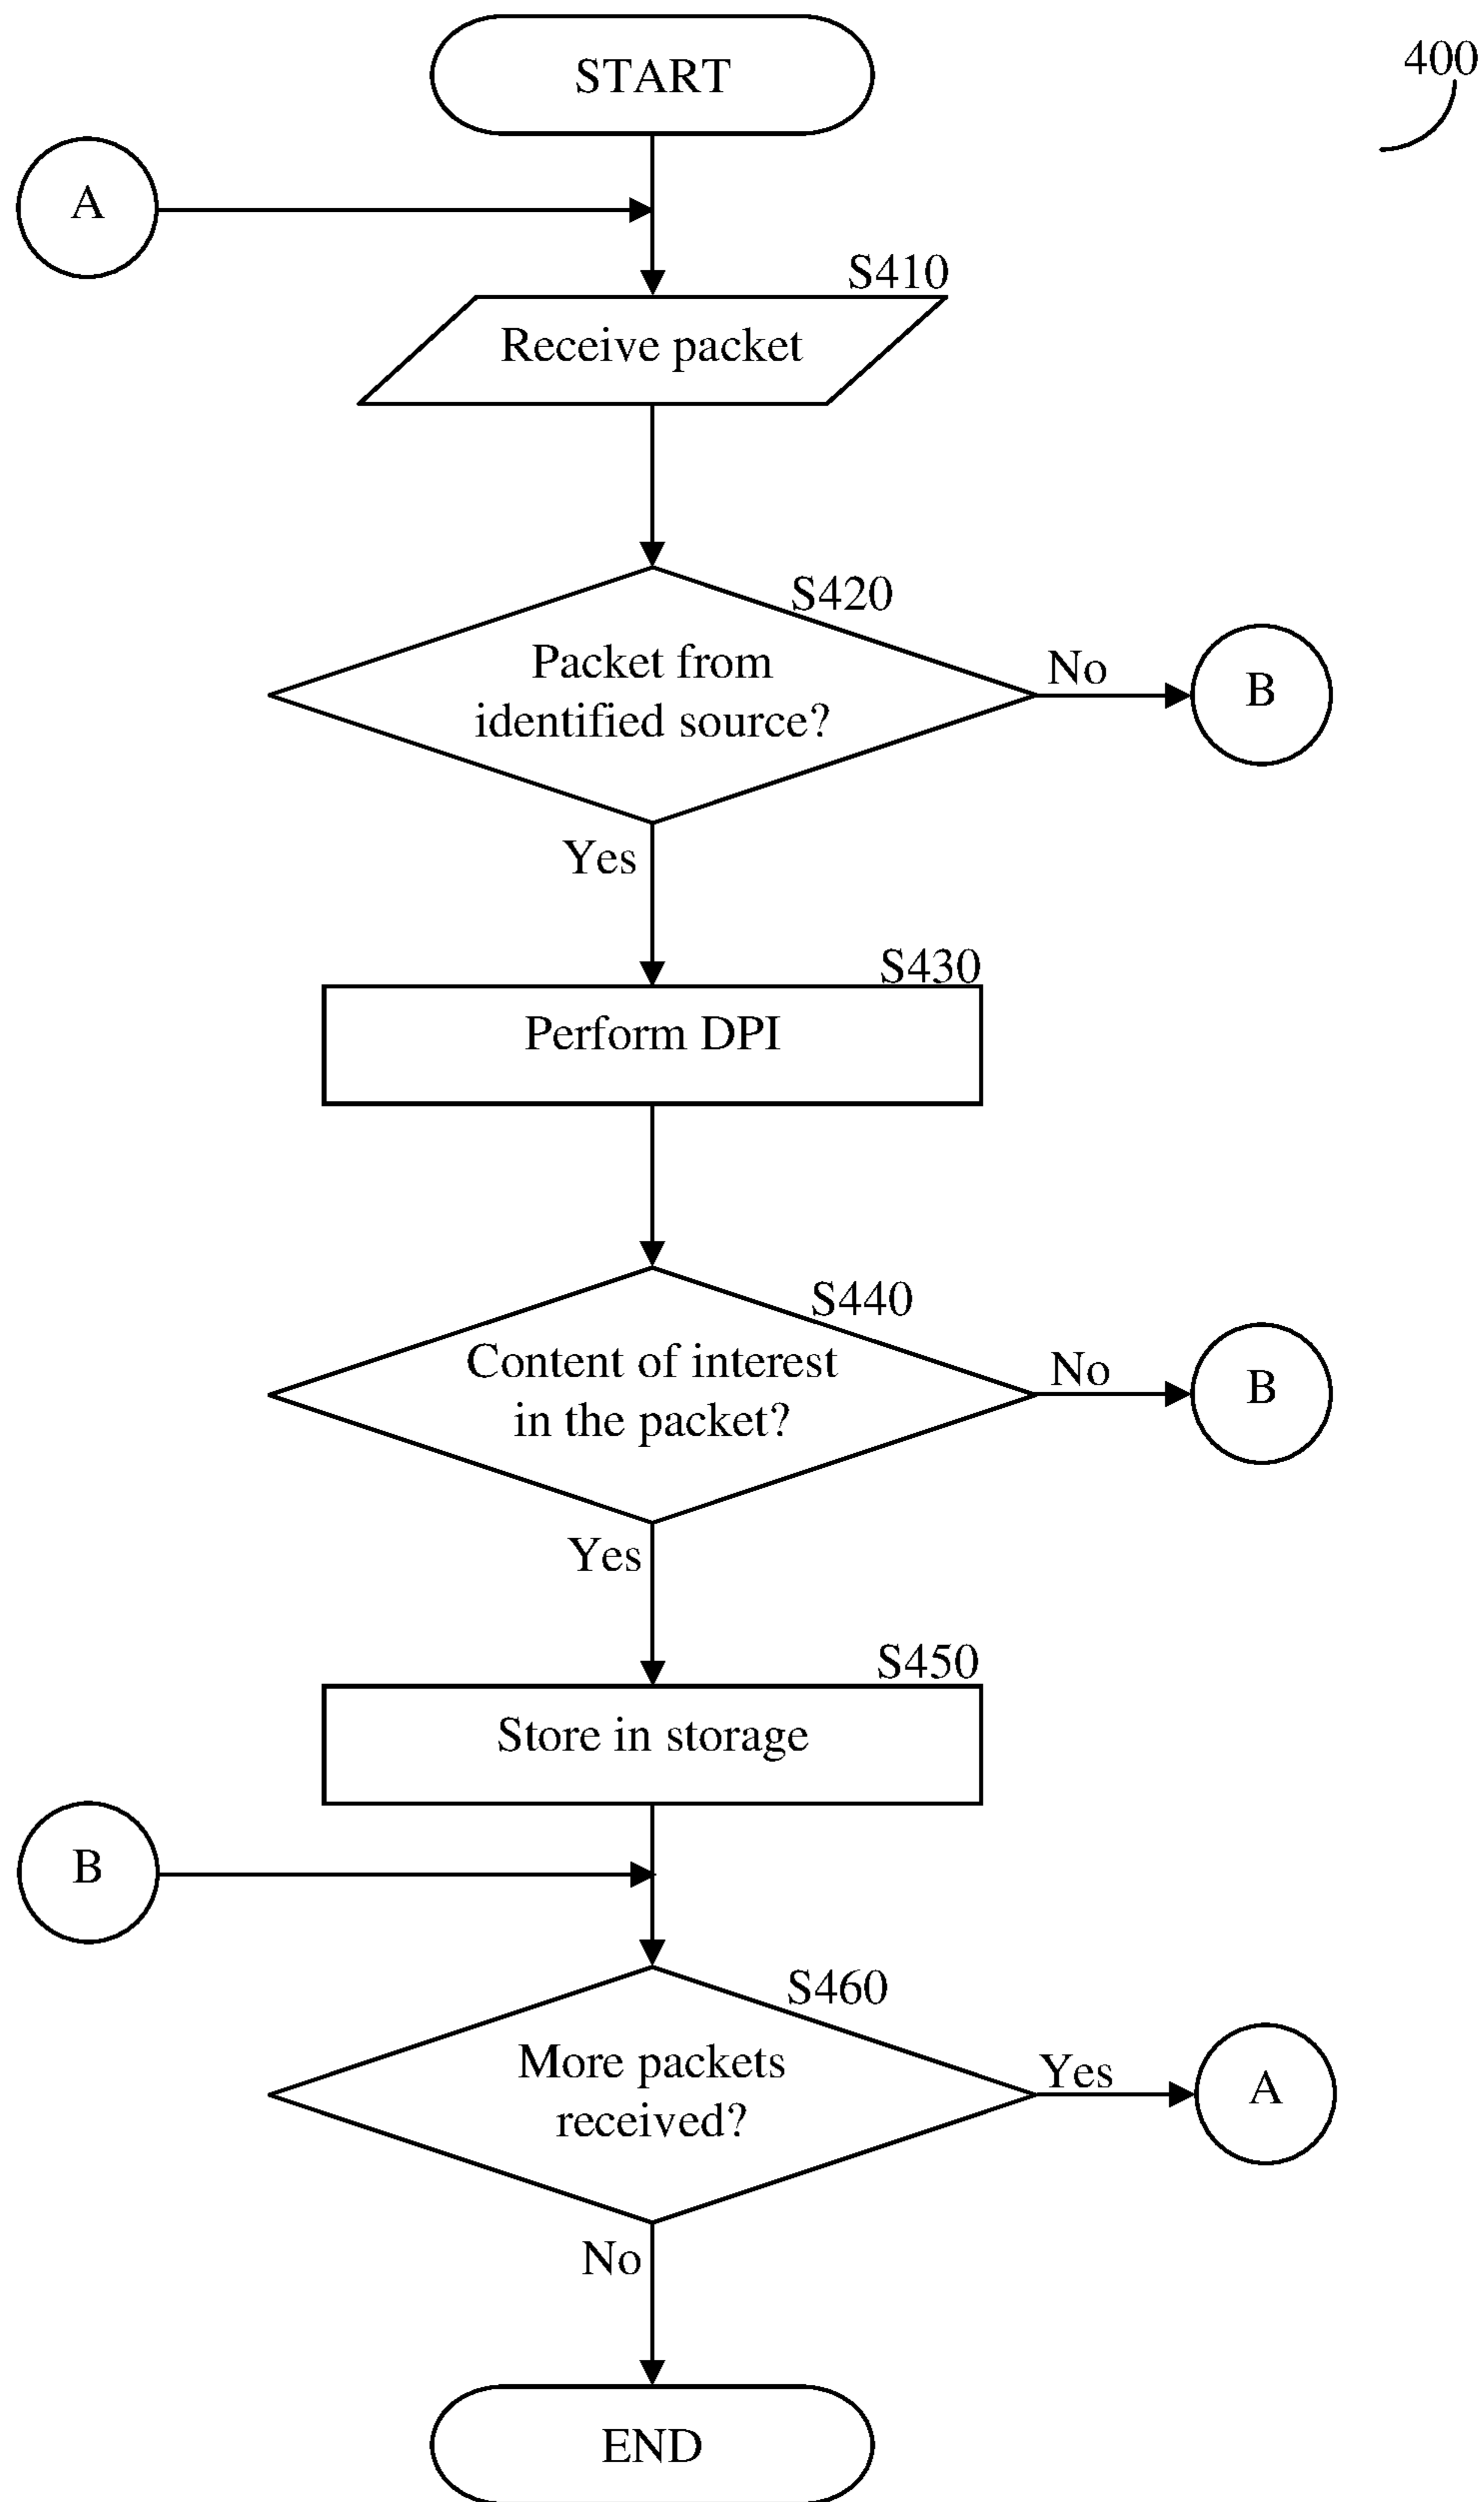 START
400
A
S410
Receive packet
S420
Packet from
identified source?
No
B
Yes
S430
Perform DPI
S440
Content of interest
in the packet?
No
B
Yes
S450
Store in storage
B
S460
More packets
received?
Yes
A
No
END